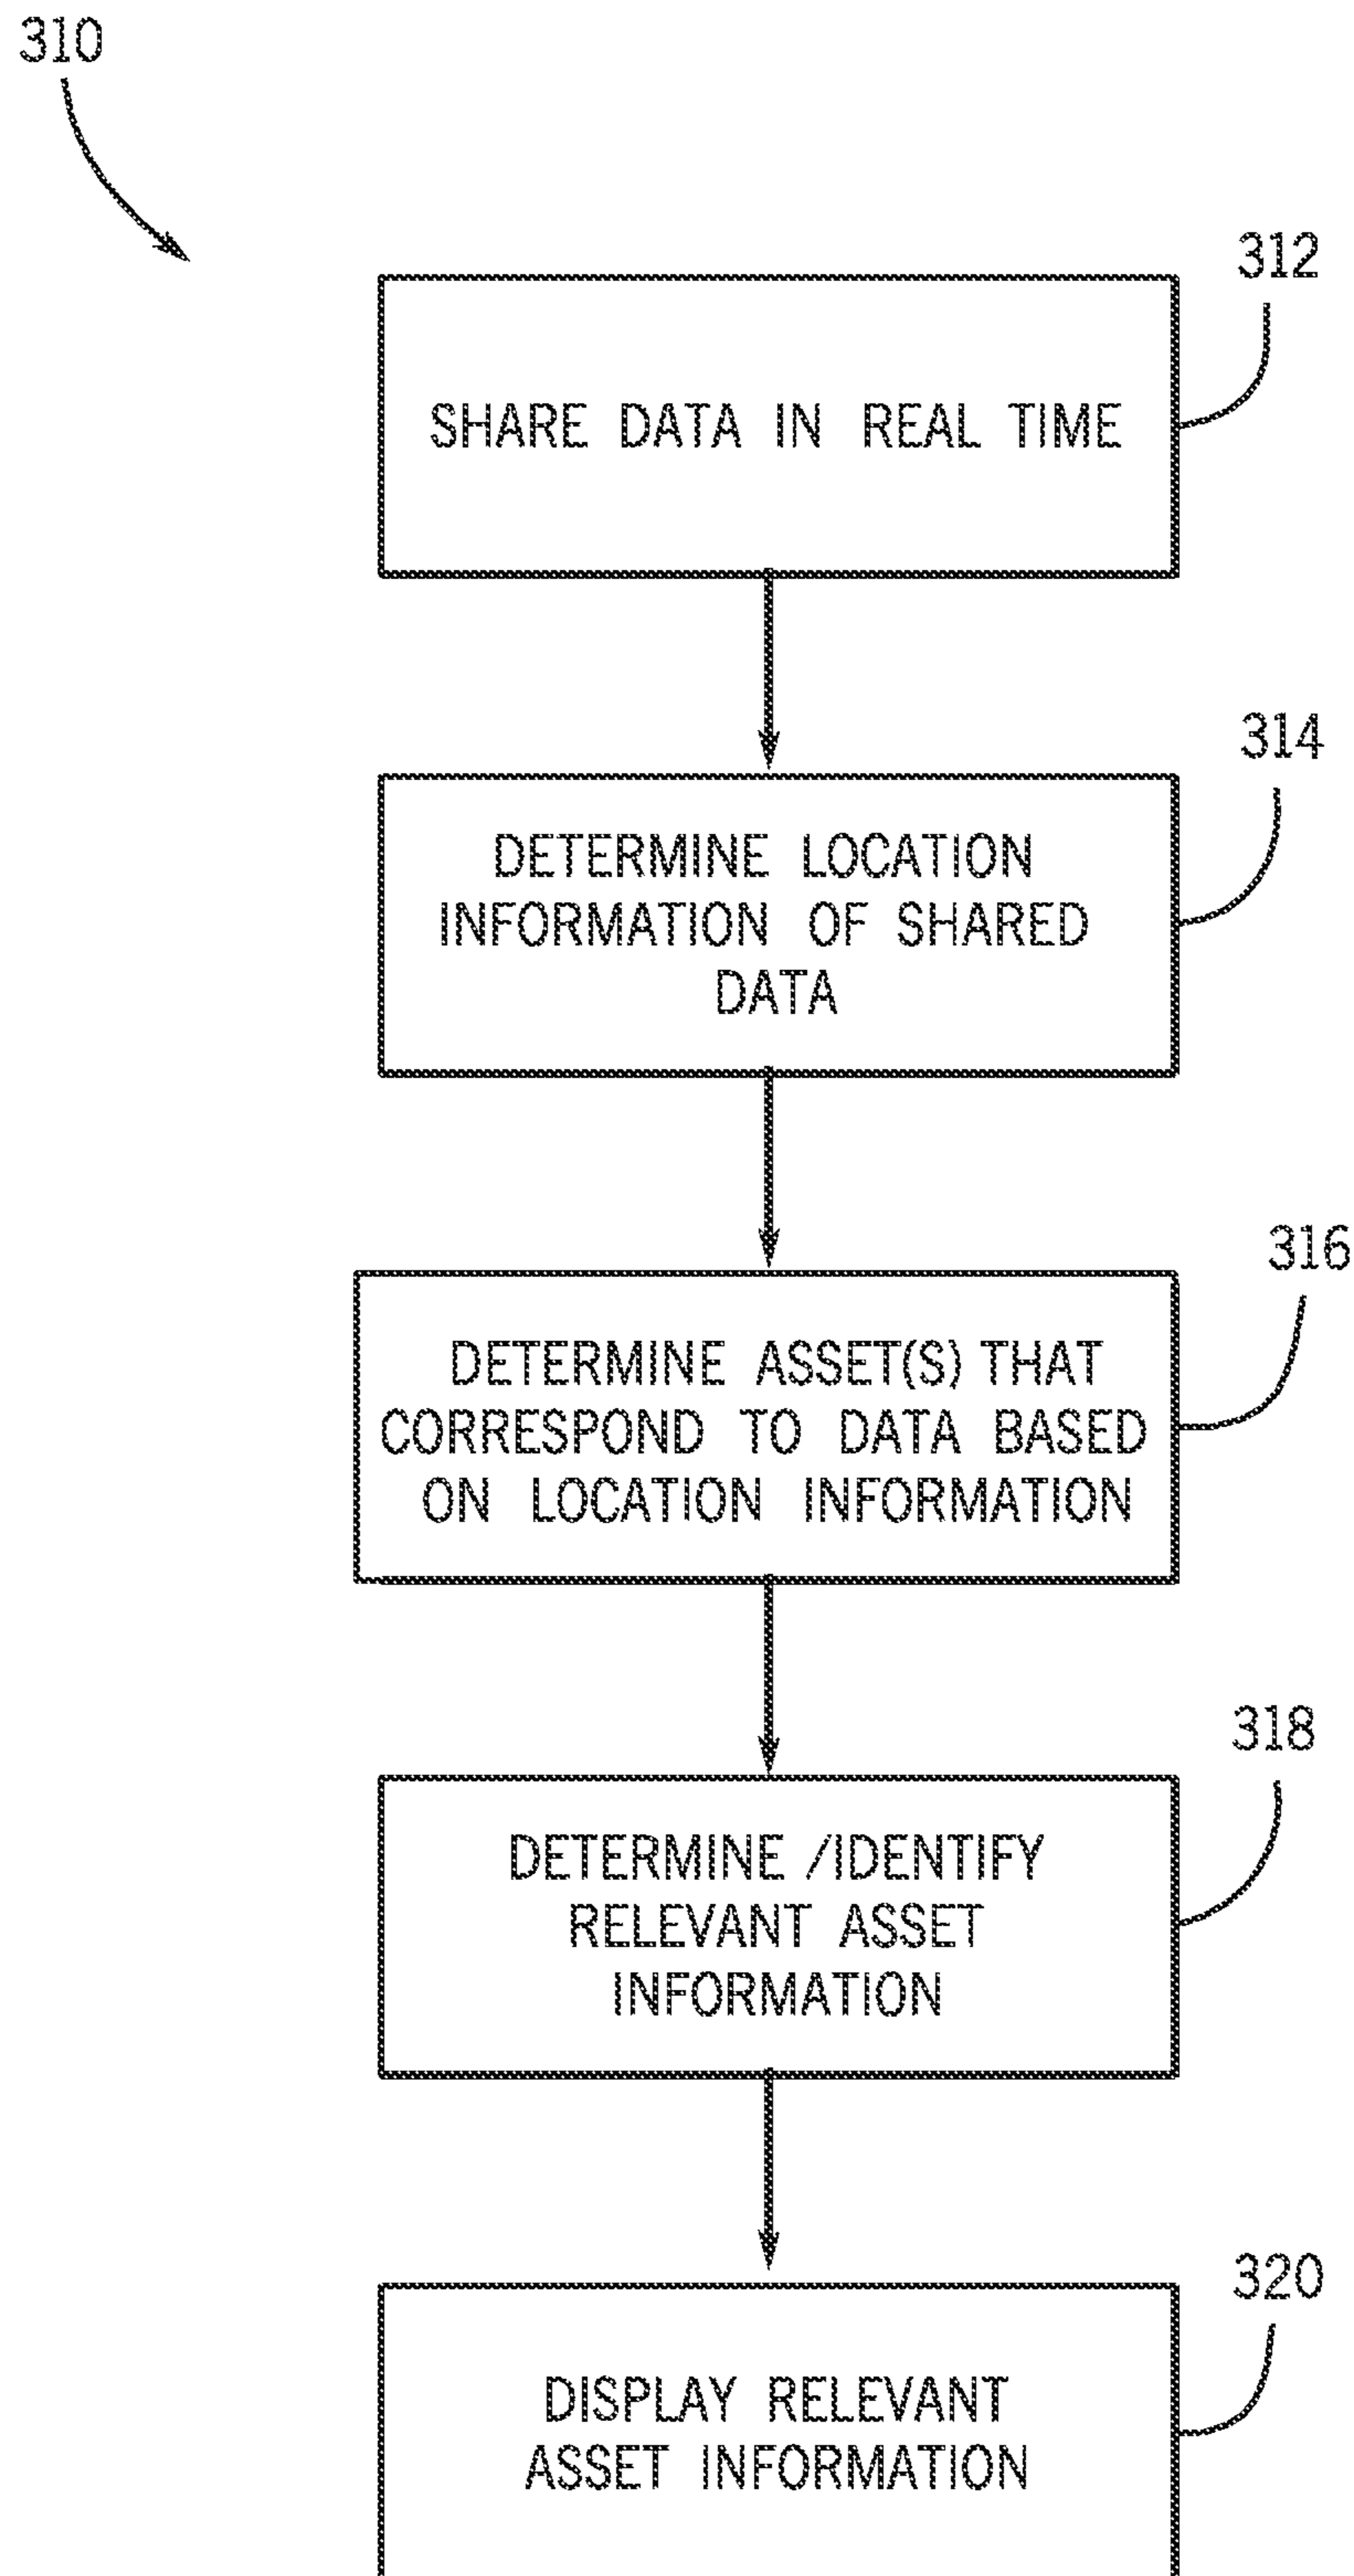 310
312
SHARE DATA IN REAL TIME
314
DETERMINE LOCATION
INFORMATION OF SHARED
DATA
316
DETERMINE ASSET(S) THAT
CORRESPOND TO DATA BASED
ON LOCATION INFORMATION
318
DETERMINE /IDENTIFY
RELEVANT ASSET
INFORMATION
320
DISPLAY RELEVANT
ASSET INFORMATION